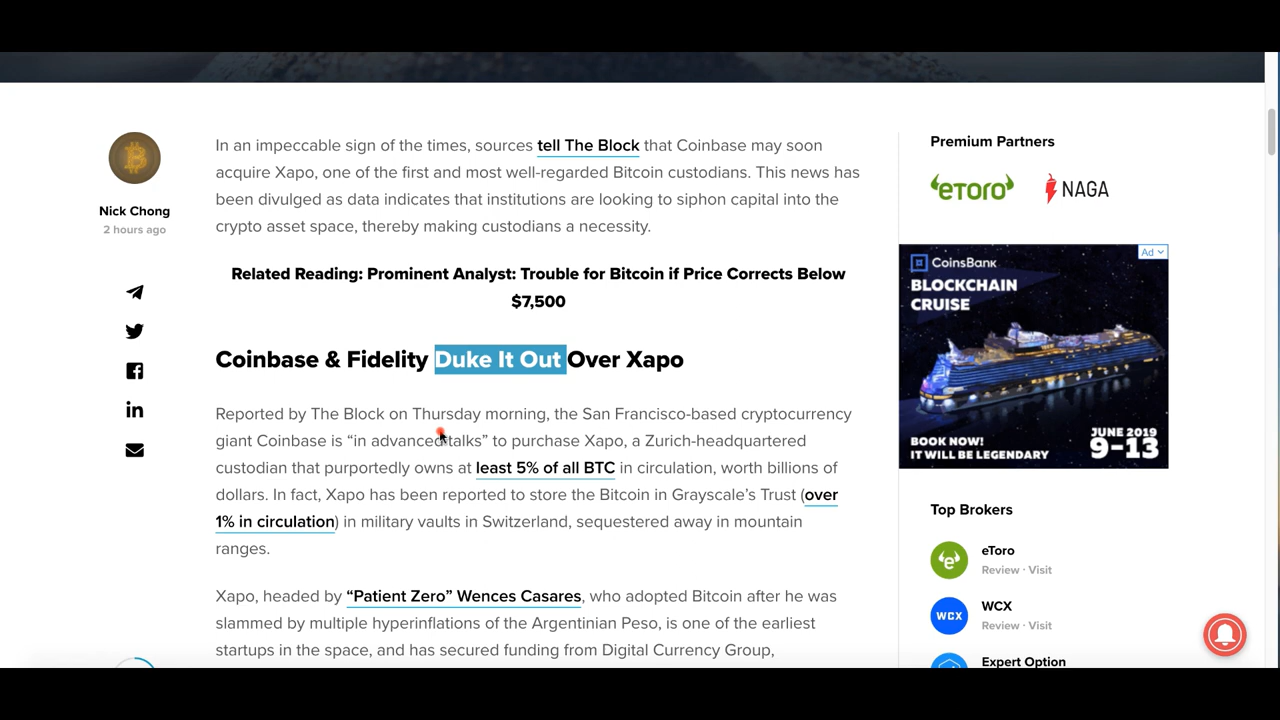 Nick Chong
2 hours ago
In an impeccable sign of the times, sources tell The Block that Coinbase may soon
acquire Xapo, one of the first and most well-regarded Bitcoin custodians. This news has
been divulged as data indicates that institutions are looking to siphon capital into the
crypto asset space, thereby making custodians a necessity.
Related Reading: Prominent Analyst: Trouble for Bitcoin if Price Corrects Below
$7,500
Coinbase & Fidelity Duke It Out Over Xapo
Reported by The Block on Thursday morning, the San Francisco-based cryptocurrency
giant Coinbase is “in advanced talks” to purchase Xapo, a Zurich-headquartered
custodian that purportedly owns at least 5% of all BTC in circulation, worth billions of
dollars. In fact, Xapo has been reported to store the Bitcoin in Grayscale’s Trust (over
1% in circulation) in military vaults in Switzerland, sequestered away in mountain
ranges.
Xapo, headed by “Patient Zero” Wences Casares, who adopted Bitcoin after he was
slammed by multiple hyperinflations of the Argentinian Peso, is one of the earliest
startups in the space, and has secured funding from Digital Currency Group,
Premium Partners
eTORO
NAGA
Ad
COINSBANK
BLOCKCHAIN
CRUISE
BOOK NOW!
IT WILL BE LEGENDARY
JUNE 2019
9-13
Top Brokers
eToro
Review · Visit
WCX
WCX
Review · Visit
Expert Option